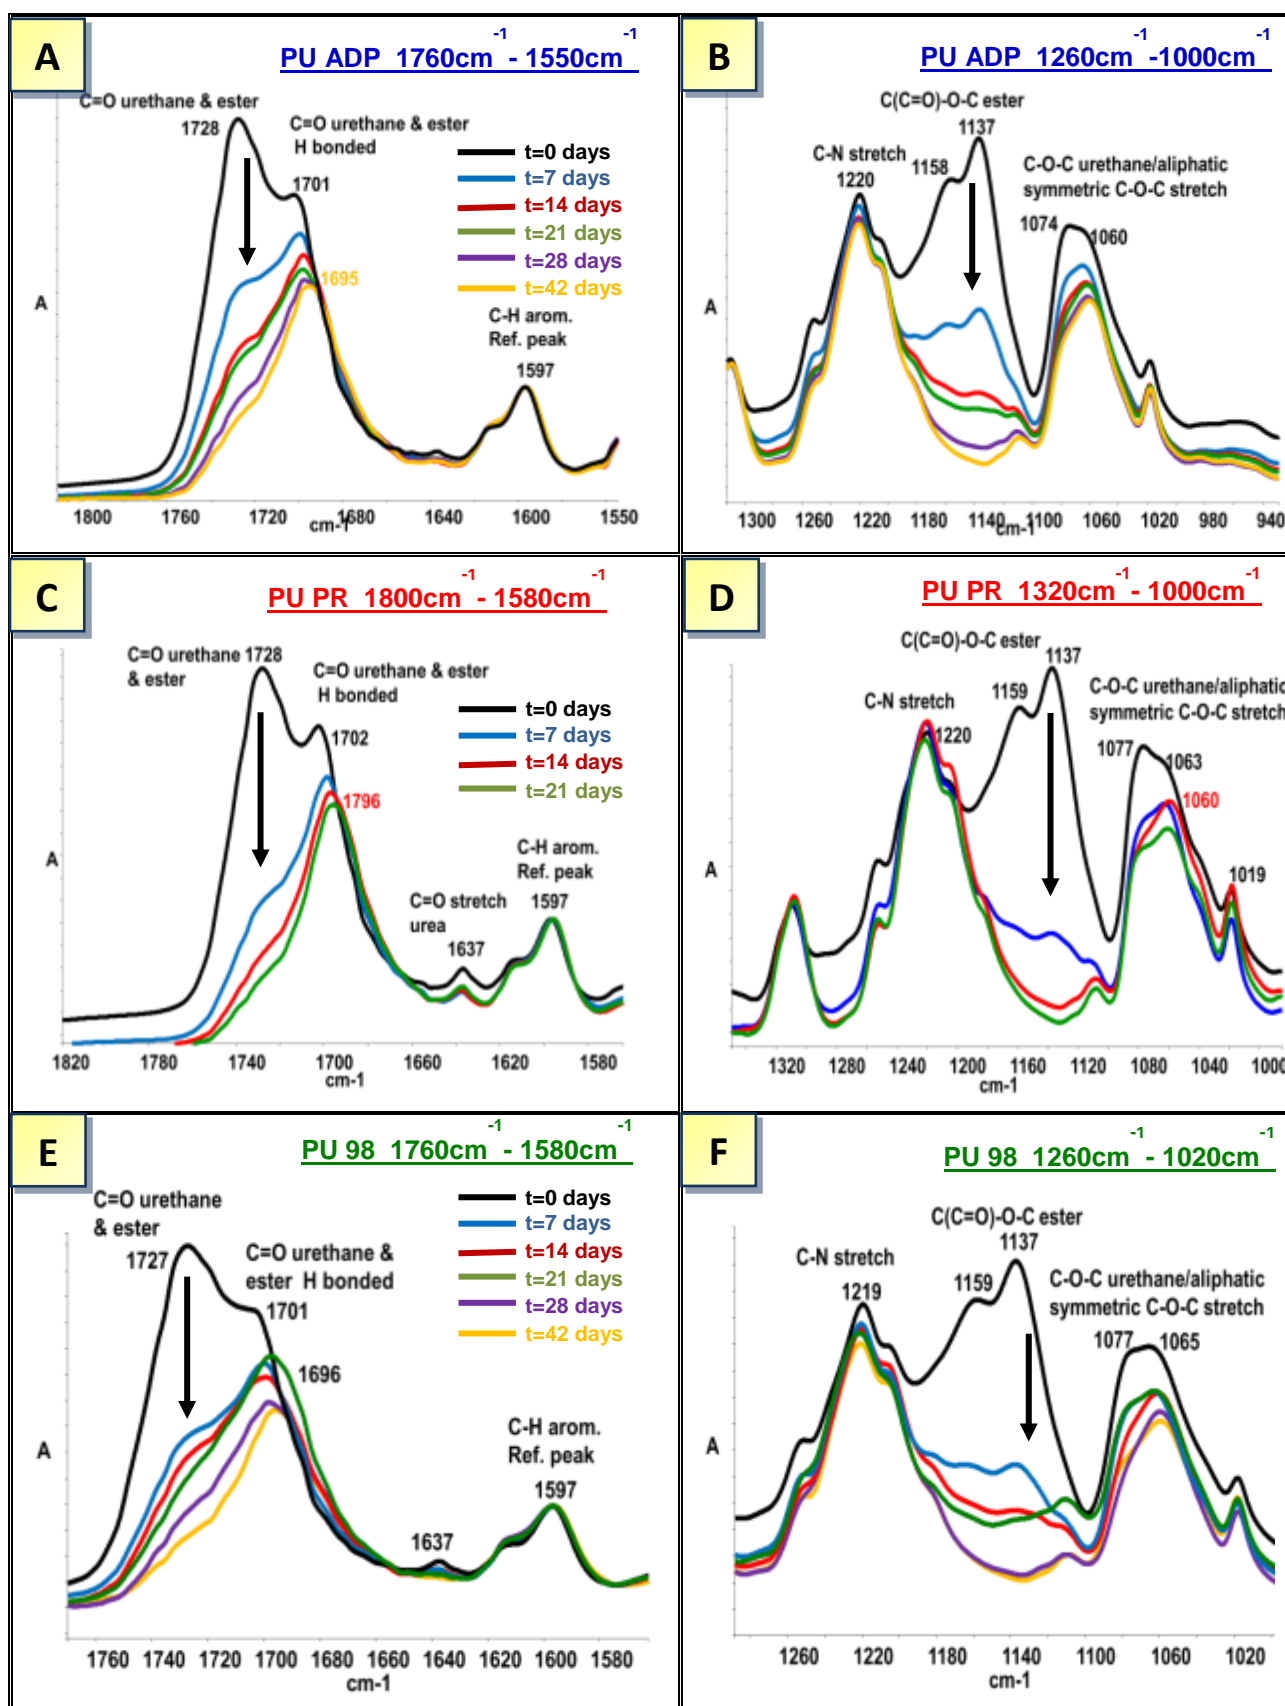 A
PU ADP 1760cm-1 - 1550cm-1
C=O urethane & ester
1728
C=O urethane & ester
H bonded
1701
t=0 days
t=7 days
t=14 days
t=21 days
t=28 days
t=42 days
1695
C-H arom.
Ref. peak
1597
A
1800 1760 1720 1680 1640 1600 1550
cm-1
B
PU ADP 1260cm-1 -1000cm-1
C(C=O)-O-C ester
1137
C-N stretch
1158
1220
C-O-C urethane/aliphatic
symmetric C-O-C stretch
1074
1060
A
1300 1260 1220 1180 1140 1100 1060 1020 980 940
cm-1
C
PU PR 1800cm-1 - 1580cm-1
C=O urethane 1728
& ester
C=O urethane & ester
H bonded
1702
t=0 days
t=7 days
t=14 days
t=21 days
1796
C-H arom.
Ref. peak
1597
C=O stretch
urea
1637
A
1820 1780 1740 1700 1660 1620 1580
cm-1
D
PU PR 1320cm-1 - 1000cm-1
C(C=O)-O-C ester
1137
C-N stretch
1159
1220
C-O-C urethane/aliphatic
symmetric C-O-C stretch
1077
1063
1060
1019
A
1320 1280 1240 1200 1160 1120 1080 1040 1000
cm-1
E
PU 98 1760cm-1 - 1580cm-1
C=O urethane
& ester
1727
C=O urethane &
ester H bonded
1701
t=0 days
t=7 days
t=14 days
t=21 days
t=28 days
t=42 days
1696
C-H arom.
Ref. peak
1597
1637
A
1760 1740 1720 1700 1680 1660 1640 1620 1600 1580
cm-1
F
PU 98 1260cm-1 - 1020cm-1
C(C=O)-O-C ester
1137
C-N stretch
1159
1219
C-O-C urethane/aliphatic
symmetric C-O-C stretch
1077
1065
A
1260 1220 1180 1140 1100 1060 1020
cm-1